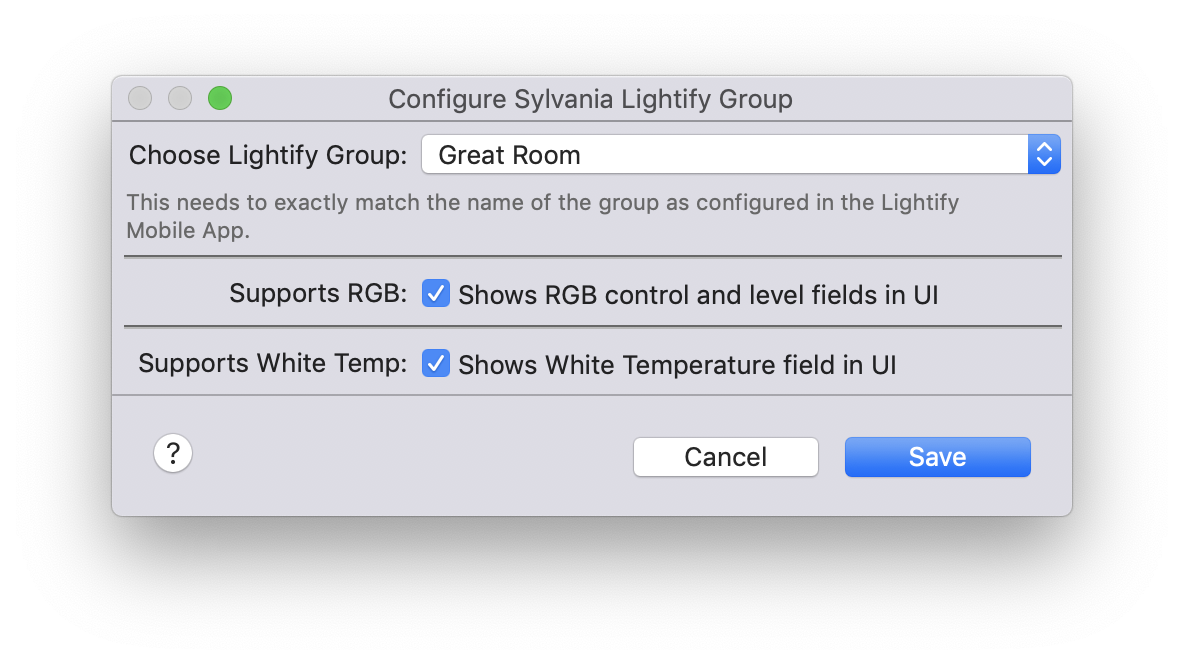 Configure Sylvania Lightify Group
Choose Lightify Group: Great Room
This needs to exactly match the name of the group as configured in the Lightify
Mobile App.
Supports RGB: Shows RGB control and level fields in UI
Supports White Temp: Shows White Temperature field in UI
? Cancel Save